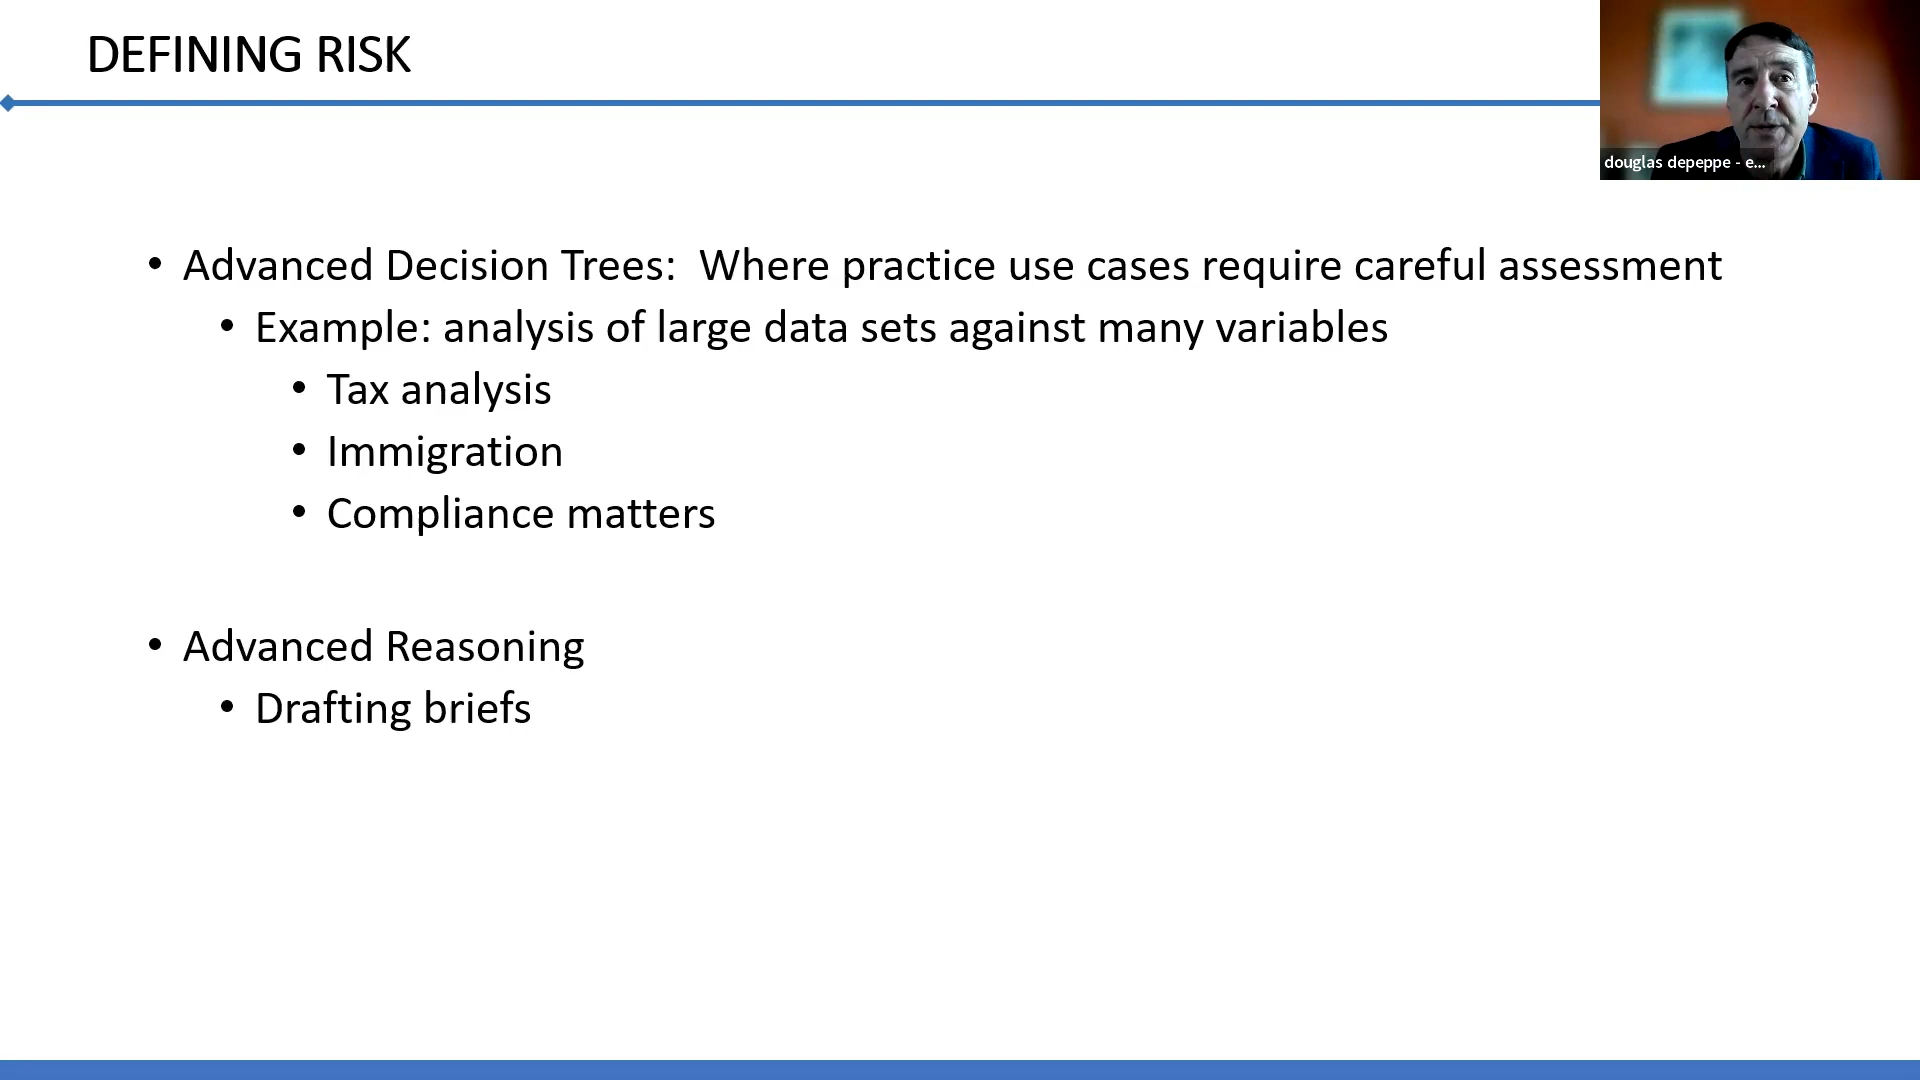 DEFINING RISK
douglas depeppe - e...
• Advanced Decision Trees:  Where practice use cases require careful assessment
• Example: analysis of large data sets against many variables
• Tax analysis
• Immigration
• Compliance matters
• Advanced Reasoning
• Drafting briefs